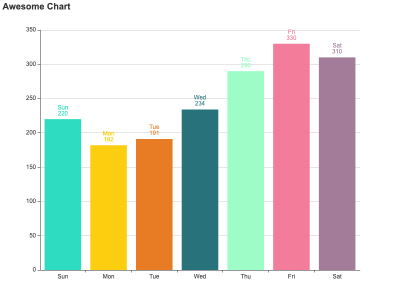 Awesome Chart
350
300
250
200
150
100
50
0
Sun
220
Mon
182
Tue
191
Wed
234
Thu
290
Fri
330
Sat
310
Sun Mon Tue Wed Thu Fri Sat